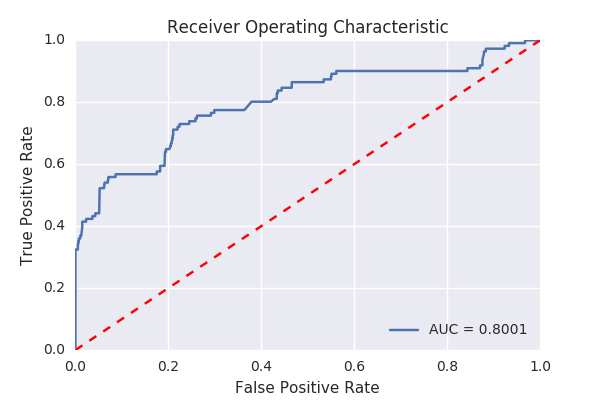 Receiver Operating Characteristic
1.0
0.8
0.6
0.4
0.2
0.0
True Positive Rate
AUC = 0.8001
0.0 0.2 0.4 0.6 0.8 1.0
False Positive Rate